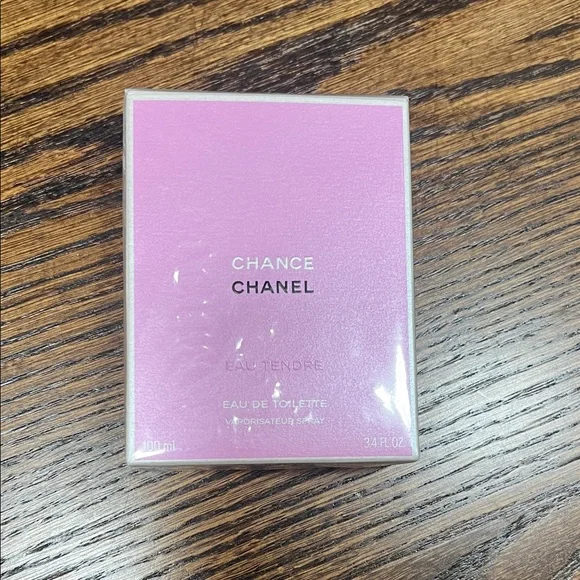 CHANCE
CHANEL
EAU TENDRE
EAU DE TOILETTE
VAPORISATEUR SPRAY
100 ml 3.4 FL.OZ